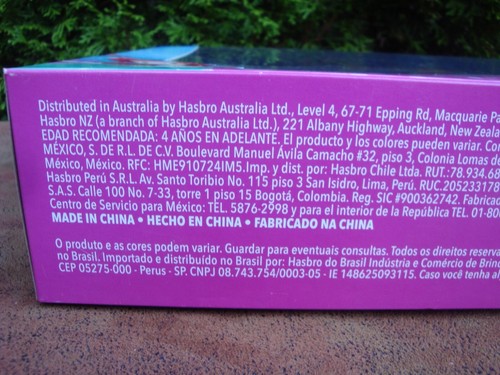 Distributed in Australia by Hasbro Australia Ltd., Level 4, 67-71 Epping Rd, Macquarie Pa
Hasbro NZ (a branch of Hasbro Australia Ltd.), 221 Albany Highway, Auckland, New Zeala
EDAD RECOMENDADA: 4 AÑOS EN ADELANTE. El producto y los colores pueden variar. Con
MÉXICO, S. DE R.L. DE C.V. Boulevard Manuel Ávila Camacho #32, piso 3, Colonia Lomas d
México, México. RFC: HME910724IM5. Imp. y dist. por: Hasbro Chile Ltda. RUT.: 78.934.68
Hasbro Perú S.R.L. Av. Santo Toribio No. 115 piso 3 San Isidro, Lima, Perú. RUC.205233178
S.A.S. Calle 100 No. 7-33, torre 1 piso 15 Bogotá, Colombia. Reg. SIC #900362742. Fabricad
Centro de Servicio para México: TEL. 5876-2998 y para el interior de la República TEL. 01-80
MADE IN CHINA • HECHO EN CHINA • FABRICADO NA CHINA
O produto e as cores podem variar. Guardar para eventuais consultas. Todos os direitos reserva
no Brasil. Importado e distribuído no Brasil por: Hasbro do Brasil Indústria e Comércio de Brinq
CEP 05275-000 - Perus - SP. CNPJ 08.743.754/0003-05 - IE 148625093115. Caso você tenha al